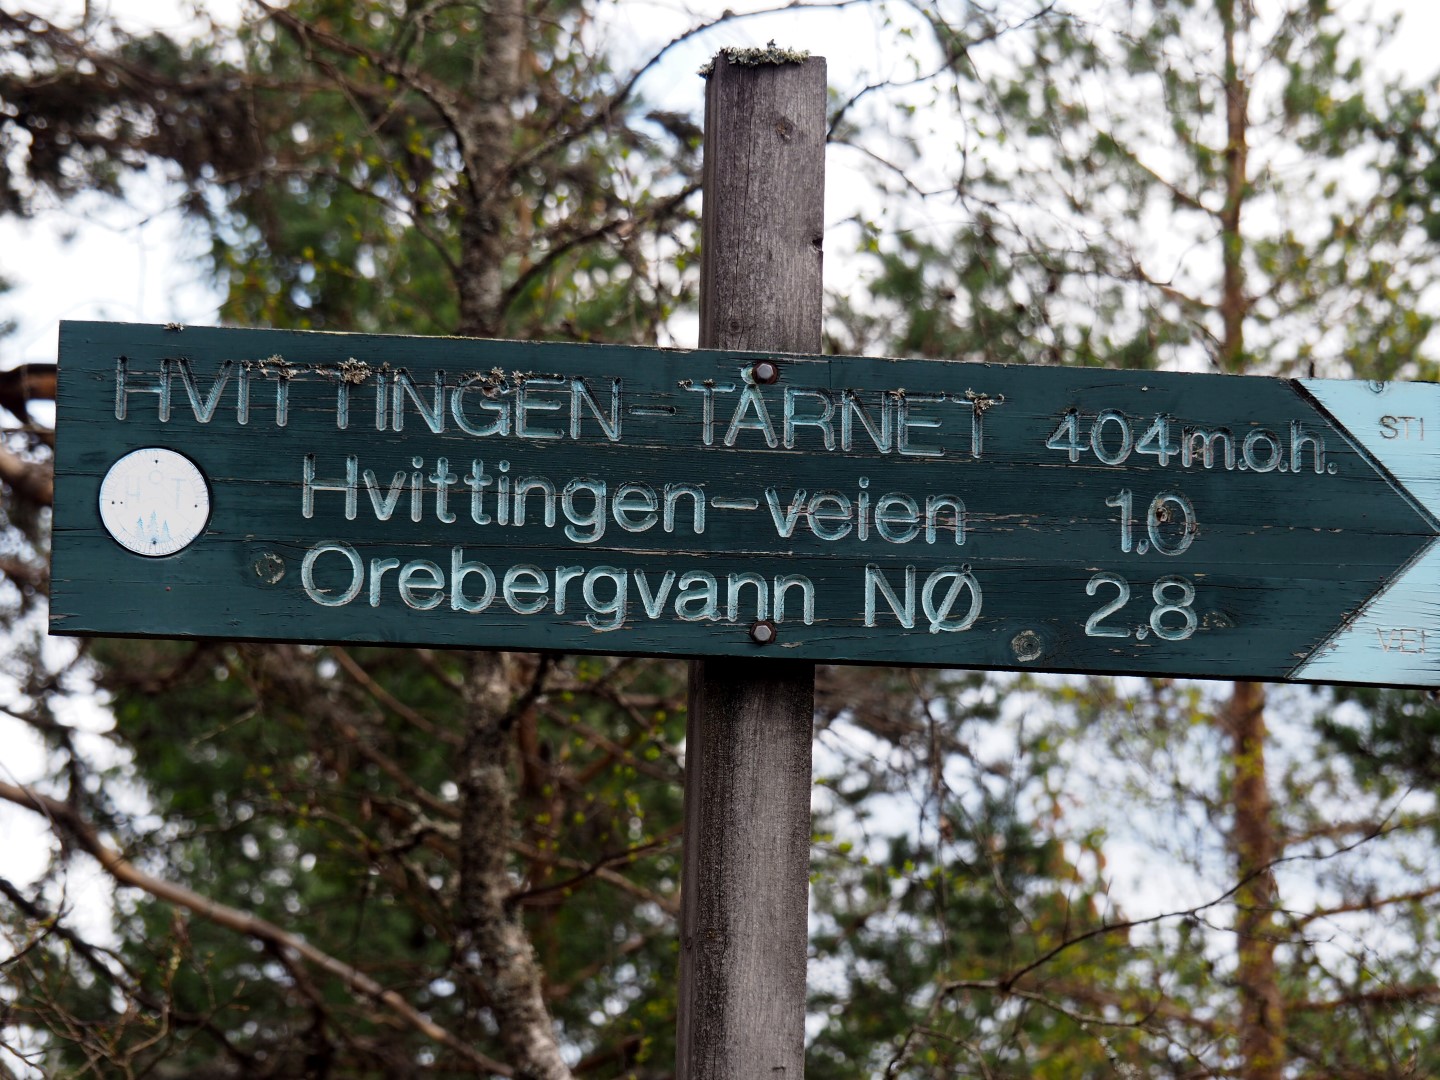 HVITTINGEN-TÅRNET 404m.o.h.
Hvittingen-veien 1.0
Orebergvann NØ 2.8
STI
H O T